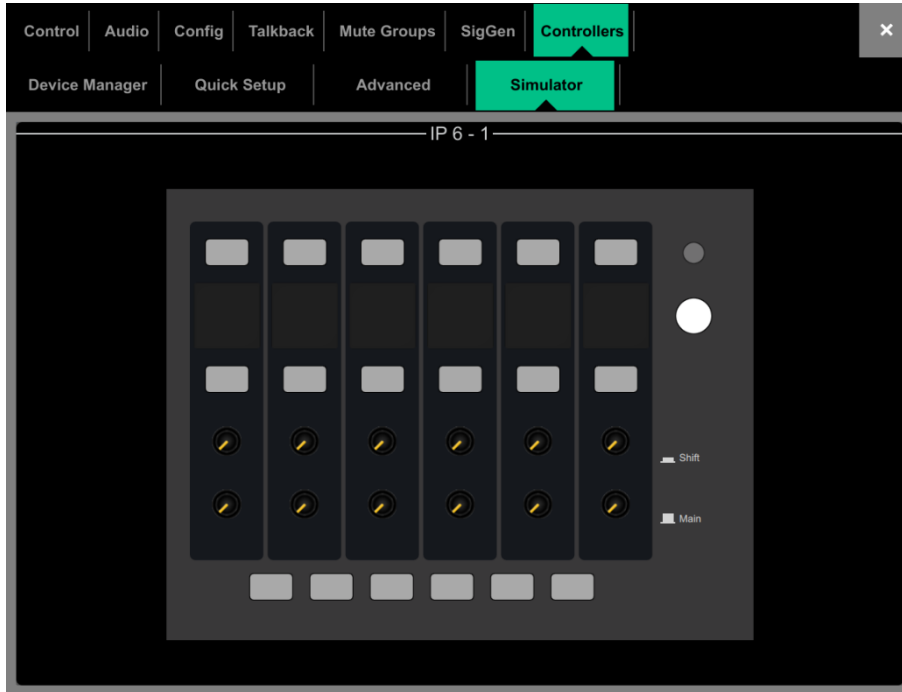 Control Audio Config Talkback Mute Groups SigGen Controllers ×
Device Manager Quick Setup Advanced Simulator
IP 6 - 1
Shift
Main